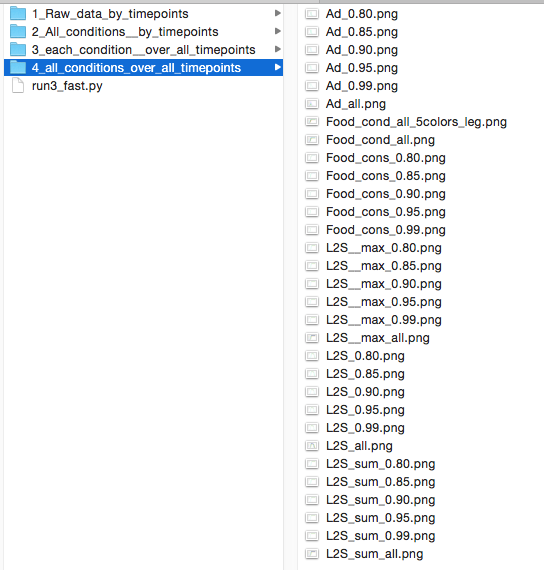 1_Raw_data_by_timepoints
2_All_conditions__by_timepoints
3_each_condition__over_all_timepoints
4_all_conditions_over_all_timepoints
run3_fast.py
Ad_0.80.png
Ad_0.85.png
Ad_0.90.png
Ad_0.95.png
Ad_0.99.png
Ad_all.png
Food_cond_all_5colors_leg.png
Food_cond_all.png
Food_cons_0.80.png
Food_cons_0.85.png
Food_cons_0.90.png
Food_cons_0.95.png
Food_cons_0.99.png
L2S__max_0.80.png
L2S__max_0.85.png
L2S__max_0.90.png
L2S__max_0.95.png
L2S__max_0.99.png
L2S__max_all.png
L2S_0.80.png
L2S_0.85.png
L2S_0.90.png
L2S_0.95.png
L2S_0.99.png
L2S_all.png
L2S_sum_0.80.png
L2S_sum_0.85.png
L2S_sum_0.90.png
L2S_sum_0.95.png
L2S_sum_0.99.png
L2S_sum_all.png